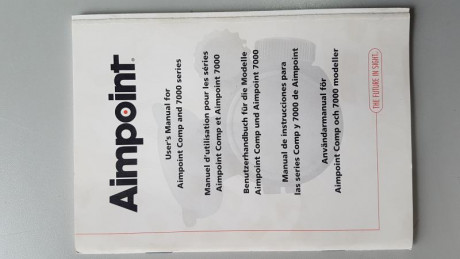 Aimpoint®
User's Manual for
Aimpoint Comp and 7000 series
Manuel d'utilisation pour les séries
Aimpoint Comp et Aimpoint 7000
Benutzerhandbuch für die Modelle
Aimpoint Comp und Aimpoint 7000
Manual de instrucciones para
las series Comp y 7000 de Aimpoint
Användarmanual för
Aimpoint Comp och 7000 modeller
THE FUTURE IN SIGHT.